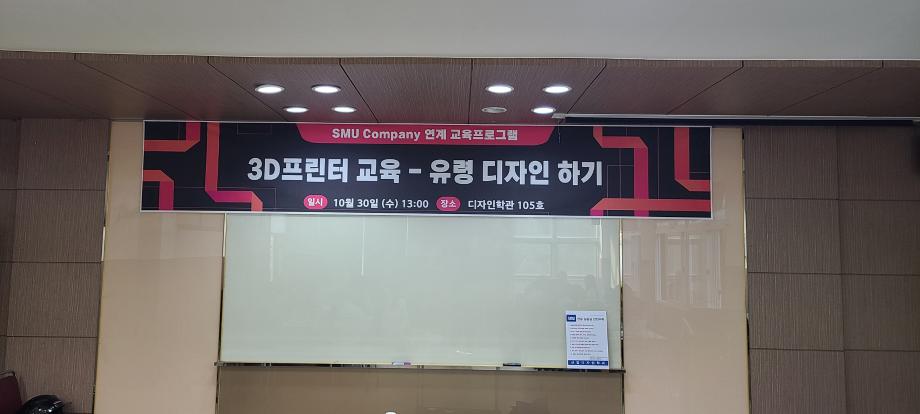 SMU Company 연계 교육프로그램
3D프린터 교육 - 유령 디자인 하기
일시 10월 30일 (수) 13:00 장소 디자인학관 105호
SMU